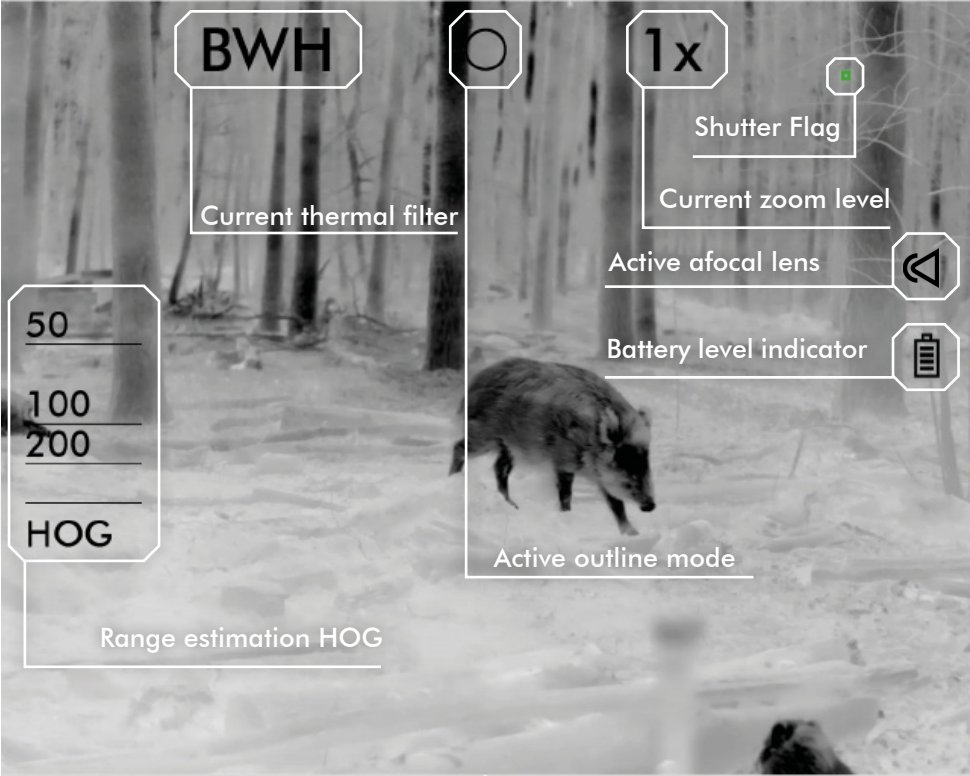 BWH
1x
Shutter Flag
Current zoom level
Current thermal filter
Active afocal lens
50
Battery level indicator
100
200
HOG
Active outline mode
Range estimation HOG